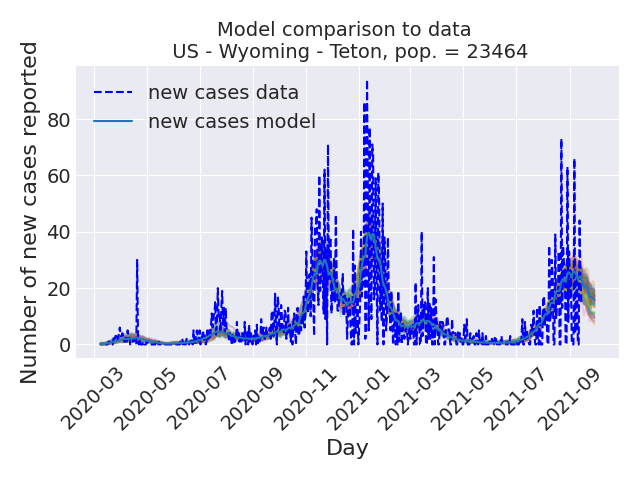 Model comparison to data
US - Wyoming - Teton, pop. = 23464
Number of new cases reported
80
60
40
20
0
new cases data
new cases model
2020-03
2020-05
2020-07
2020-09
2020-11
2021-01
2021-03
2021-05
2021-07
2021-09
Day